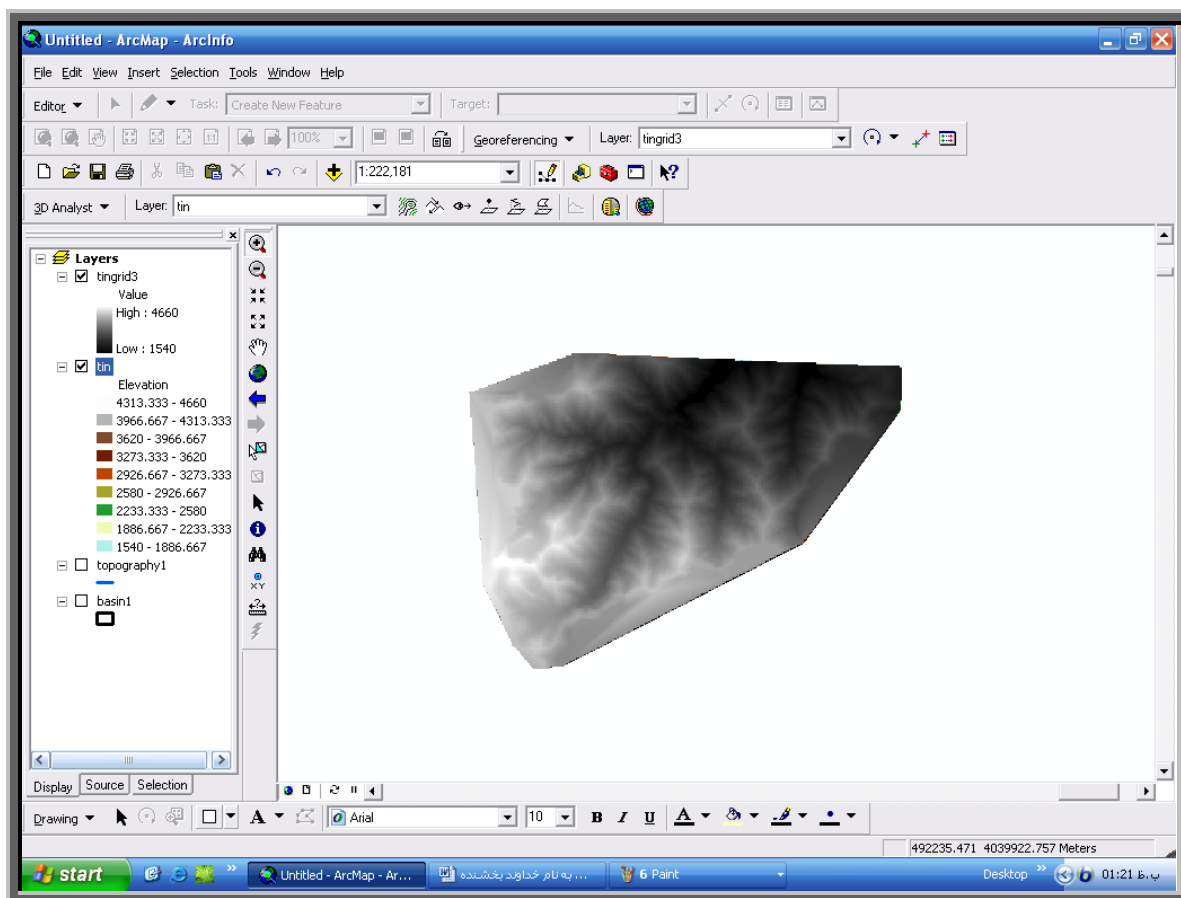 Untitled - ArcMap - ArcInfo
File Edit View Insert Selection Tools Window Help
Editor Task: Create New Feature Target:
100% Georeferencing Layer: tingrid3
1:222,181
3D Analyst Layer: tin
Layers
tingrid3
Value
High : 4660
Low : 1540
tin
Elevation
4313.333 - 4660
3966.667 - 4313.333
3620 - 3966.667
3273.333 - 3620
2926.667 - 3273.333
2580 - 2926.667
2233.333 - 2580
1886.667 - 2233.333
1540 - 1886.667
topography1
basin1
Display Source Selection
Drawing A Arial 10 B I U A
492235.471 4039922.757 Meters
start Untitled - ArcMap - Ar... به نام خداوند بخشنده ... 6 Paint Desktop 01:21 ب.ظ